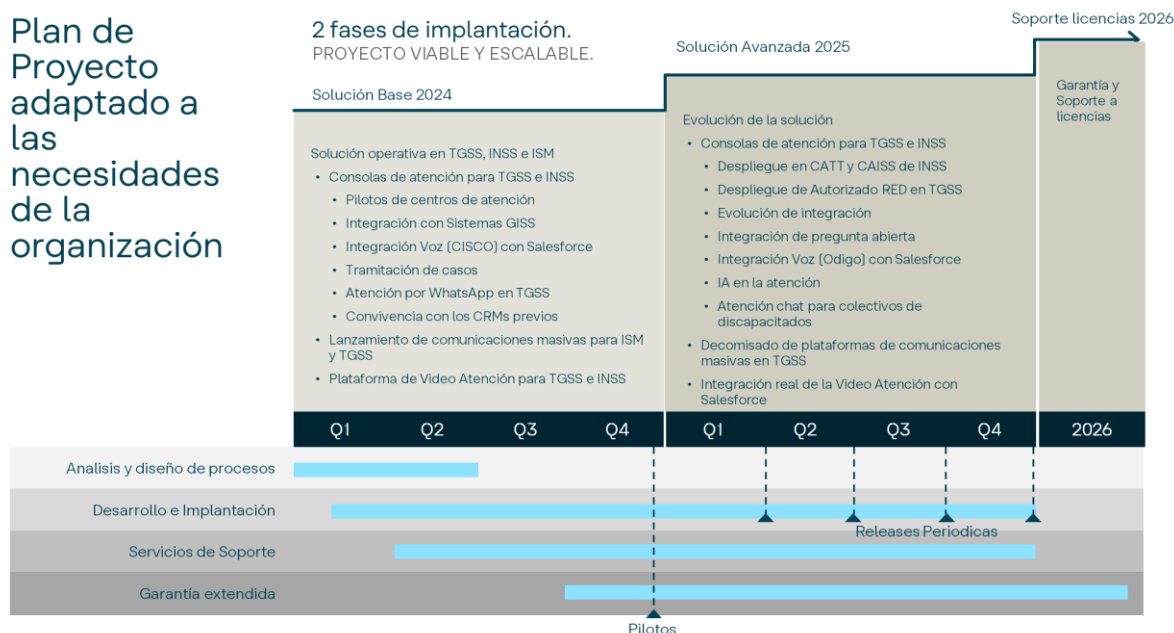 Plan de
Proyecto
adaptado a
las
necesidades
de la
organización
2 fases de implantación.
PROYECTO VIABLE Y ESCALABLE.
Solución Base 2024
Solución operativa en TGSS, INSS e ISM
• Consolas de atención para TGSS e INSS
• Pilotos de centros de atención
• Integración con Sistemas GISS
• Integración Voz (CISCO) con Salesforce
• Tramitación de casos
• Atención por WhatsApp en TGSS
• Convivencia con los CRMs previos
• Lanzamiento de comunicaciones masivas para ISM
y TGSS
• Plataforma de Video Atención para TGSS e INSS
Solución Avanzada 2025
Evolución de la solución
• Consolas de atención para TGSS e INSS
• Despliegue en CATT y CAISS de INSS
• Despliegue de Autorizado RED en TGSS
• Evolución de integración
• Integración de pregunta abierta
• Integración Voz (Odigo) con Salesforce
• IA en la atención
• Atención chat para colectivos de
discapacitados
• Decomisado de plataformas de comunicaciones
masivas en TGSS
• Integración real de la Video Atención con
Salesforce
Soporte licencias 2026
Garantía y
Soporte a
licencias
Q1 Q2 Q3 Q4 Q1 Q2 Q3 Q4 2026
Analisis y diseño de procesos
Desarrollo e Implantación
Releases Periodicas
Servicios de Soporte
Garantía extendida
Pilotos